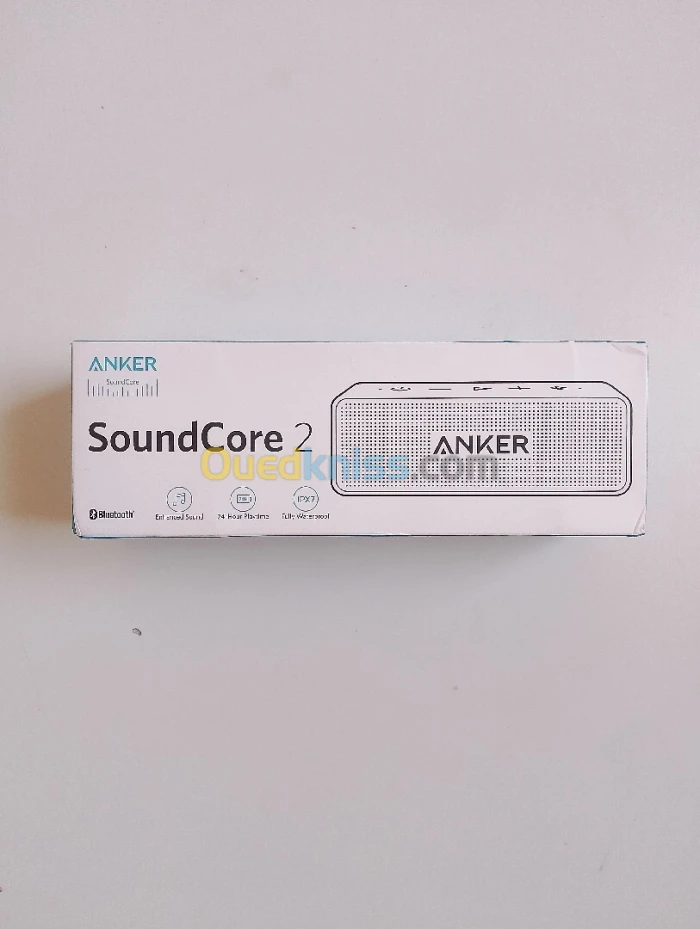 ANKER
SoundCore
SoundCore 2
ANKER
Ouedkniss.com
Bluetooth
Enhanced Sound
24-Hour Playtime
IPX7
Fully Waterproof